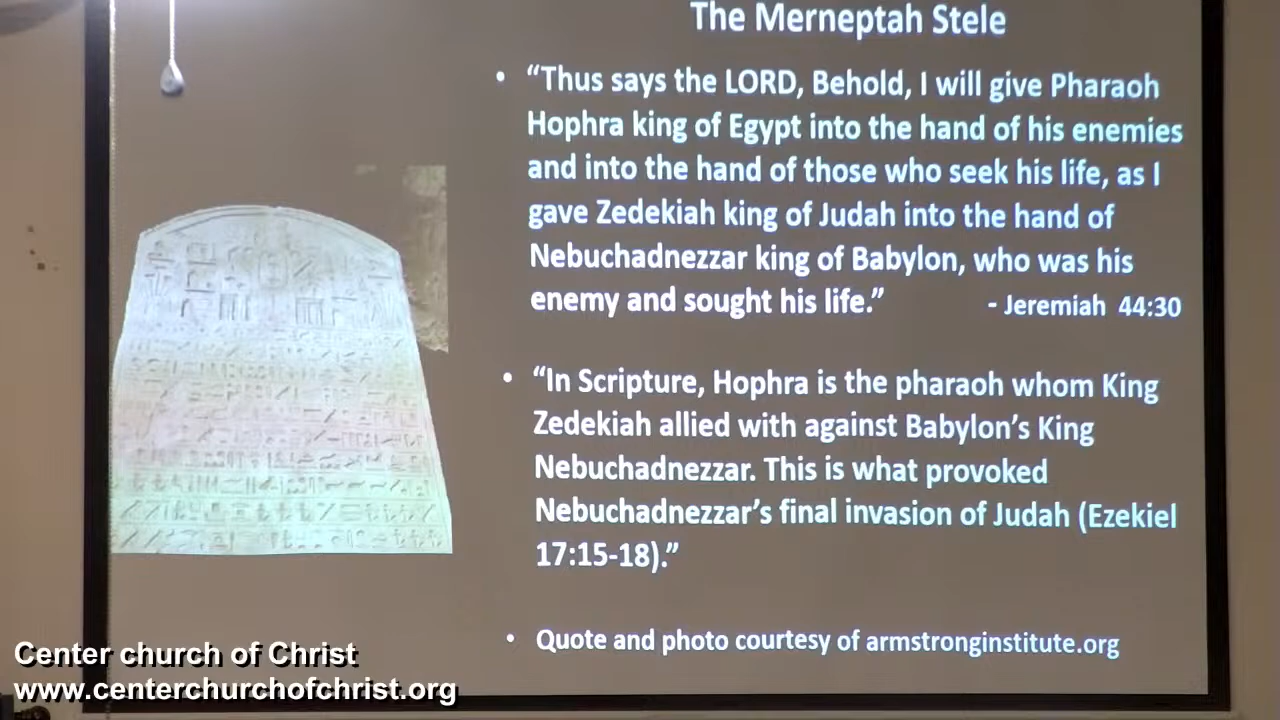 The Merneptah Stele
• “Thus says the LORD, Behold, I will give Pharaoh
Hophra king of Egypt into the hand of his enemies
and into the hand of those who seek his life, as I
gave Zedekiah king of Judah into the hand of
Nebuchadnezzar king of Babylon, who was his
enemy and sought his life.” - Jeremiah 44:30
• “In Scripture, Hophra is the pharaoh whom King
Zedekiah allied with against Babylon’s King
Nebuchadnezzar. This is what provoked
Nebuchadnezzar’s final invasion of Judah (Ezekiel
17:15-18).”
• Quote and photo courtesy of armstronginstitute.org
Center church of Christ
www.centerchurchofchrist.org